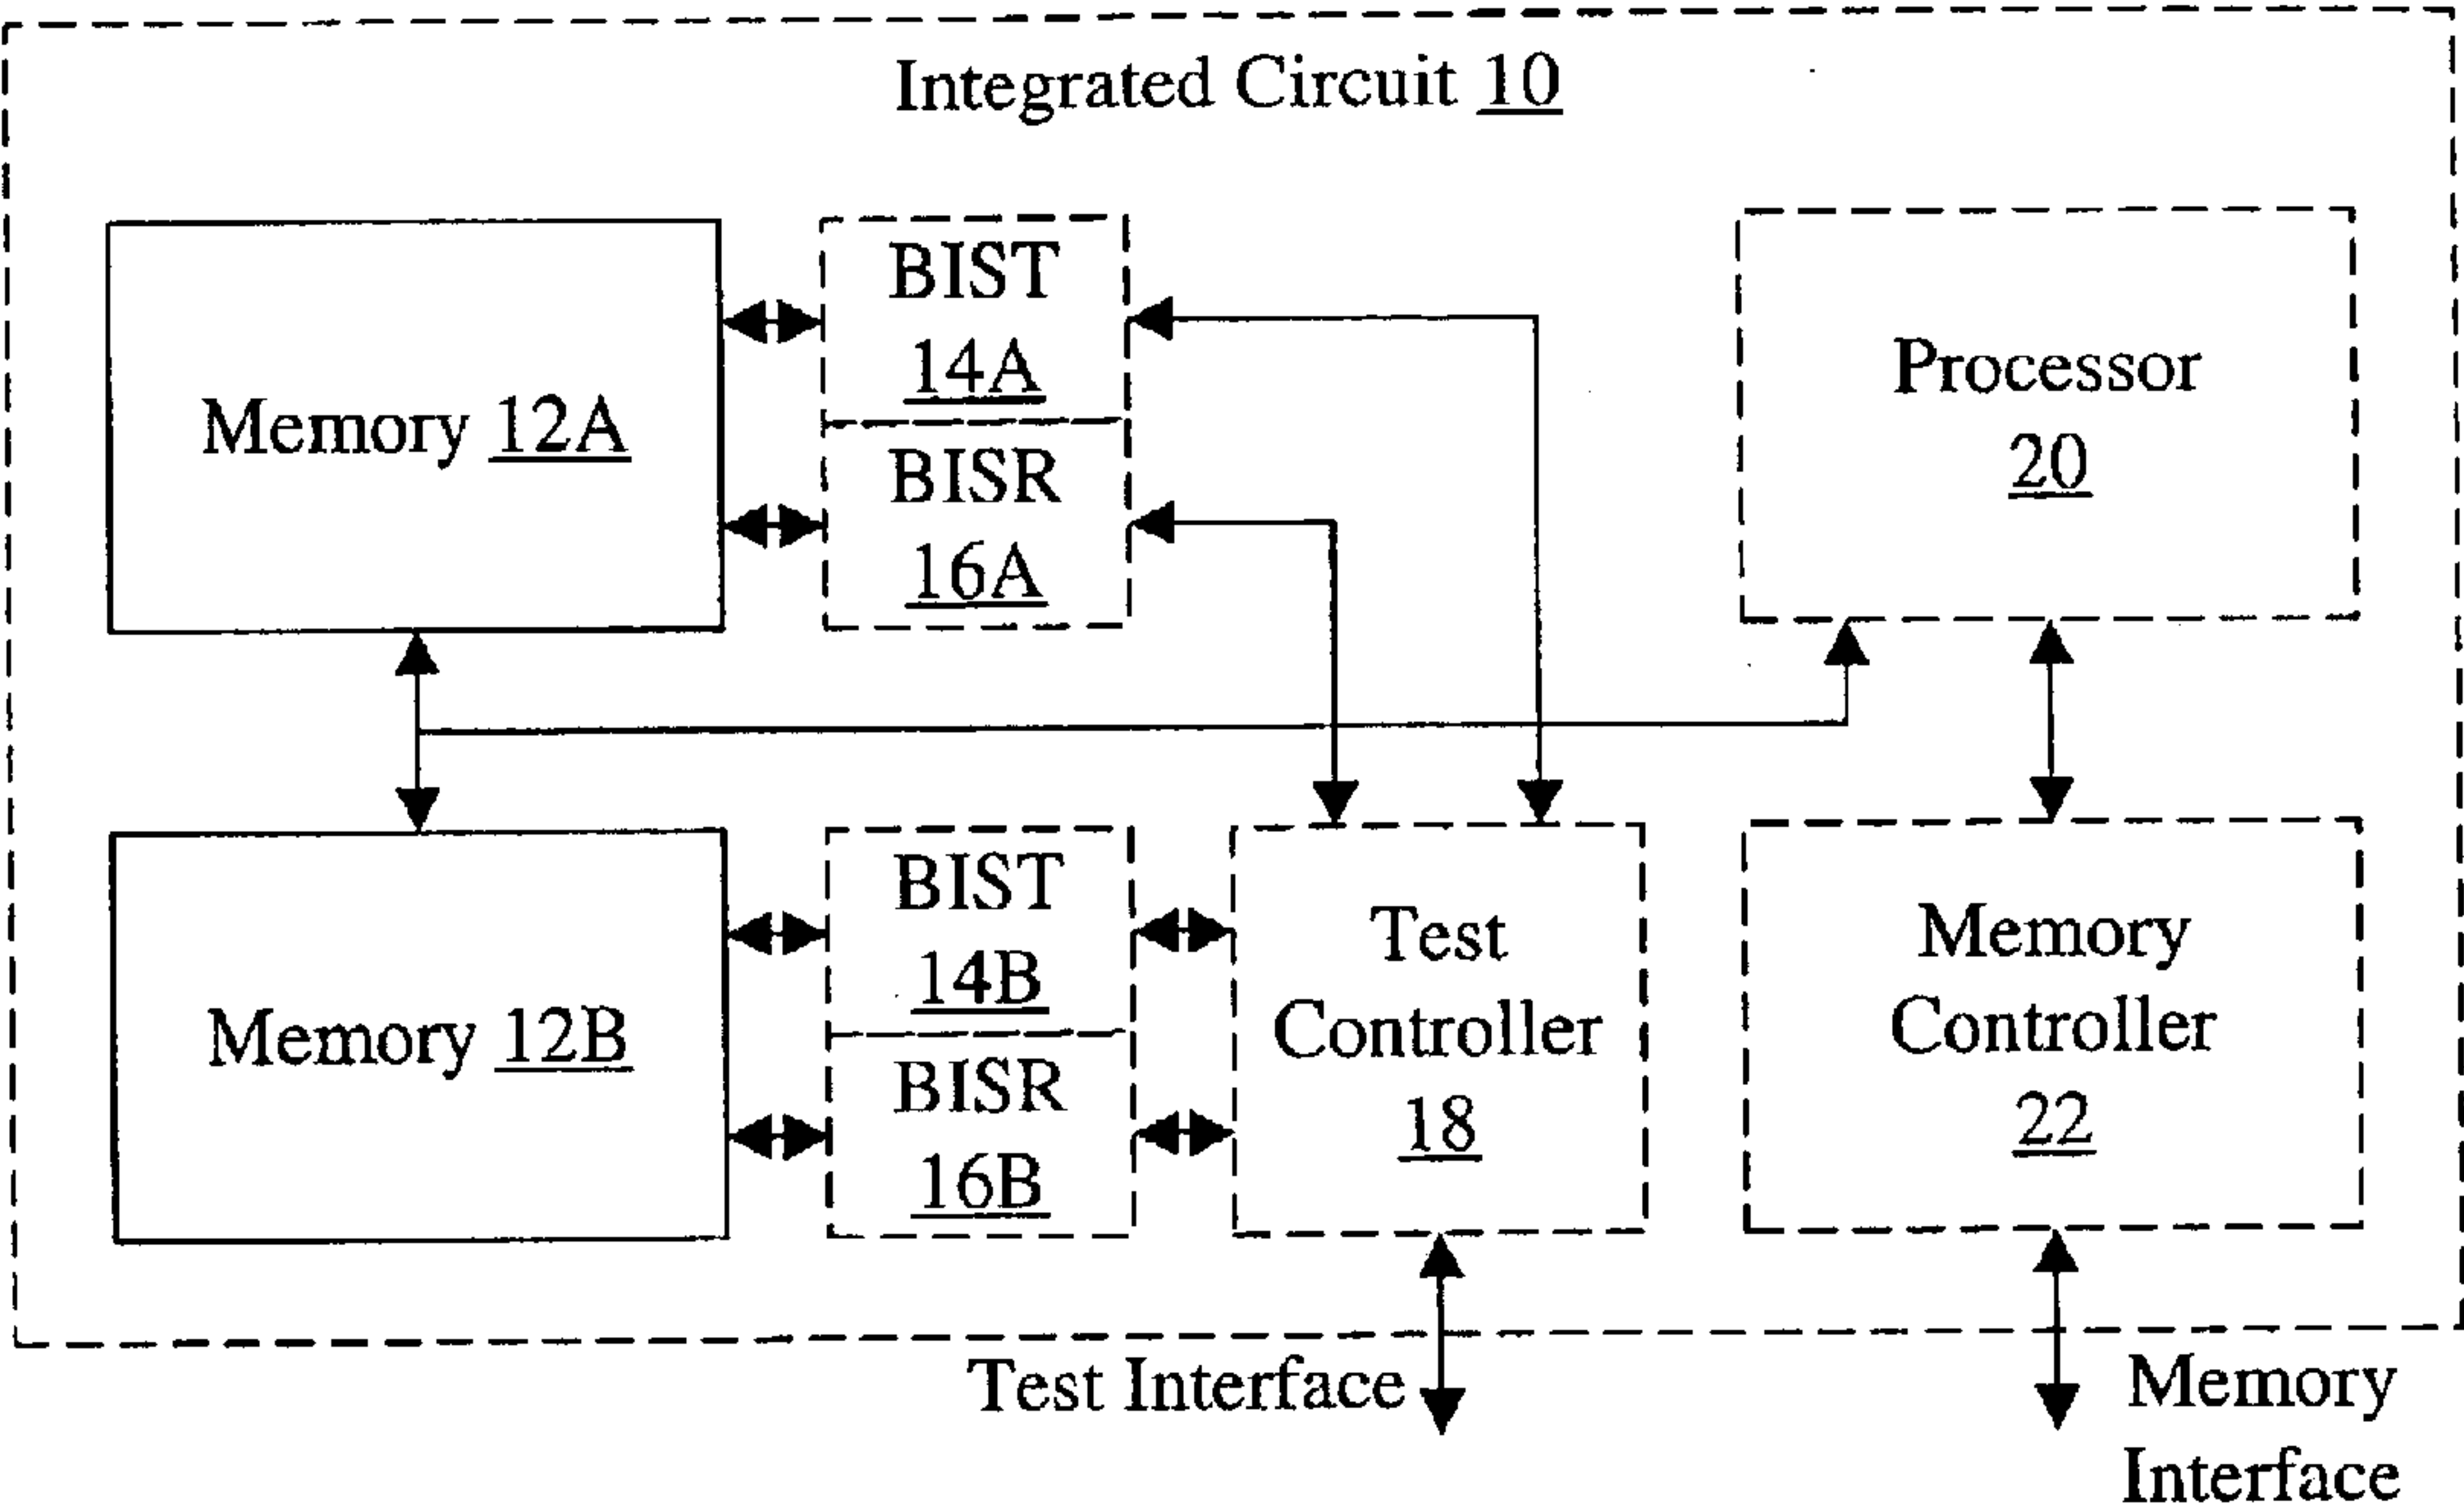 Integrated Circuit 10
Memory 12A
BIST
14A
BISR
16A
Processor
20
Memory 12B
BIST
14B
BISR
16B
Test
Controller
18
Memory
Controller
22
Test Interface
Memory
Interface